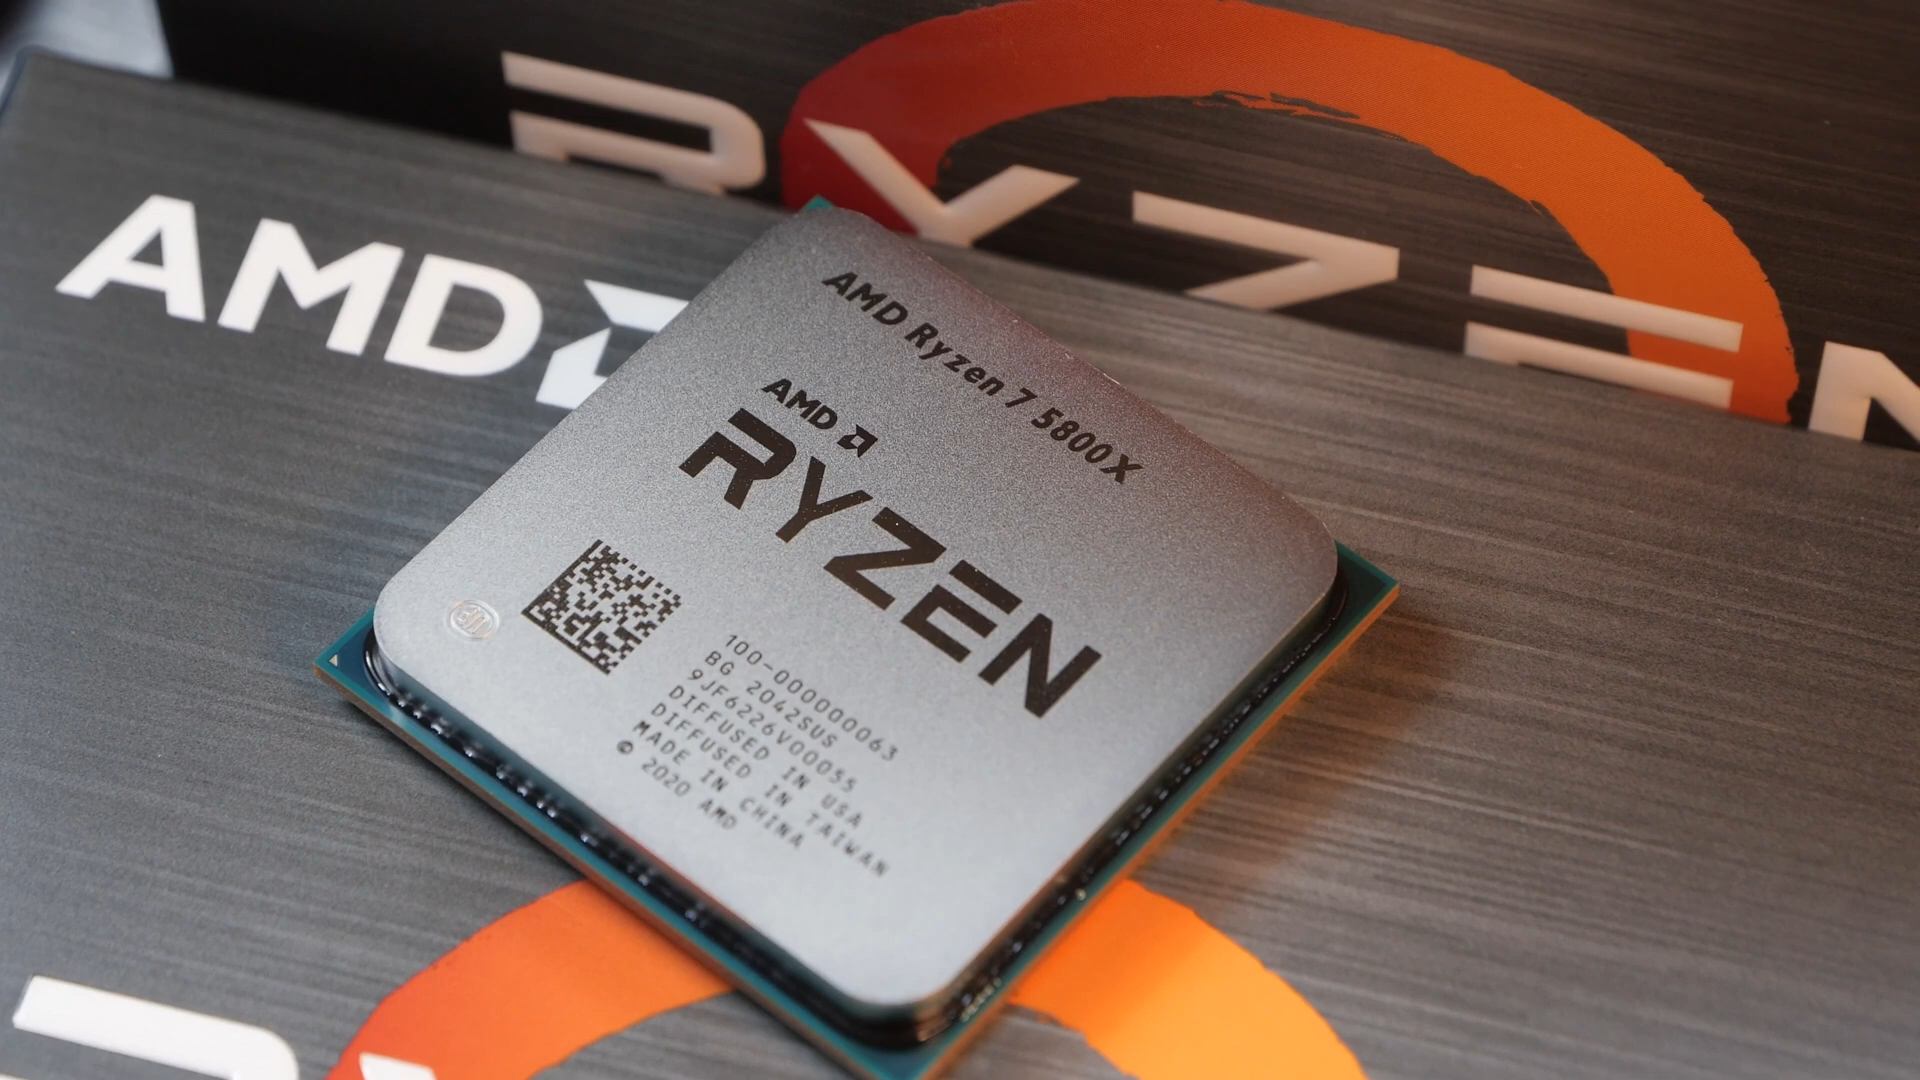 RYZEN
AMD
AMD Ryzen 7 5800X
AMD
RYZEN
100-000000063
BG 2042SUS
9JF6226V00055
DIFFUSED IN USA
DIFFUSED IN TAIWAN
MADE IN CHINA
© 2020 AMD